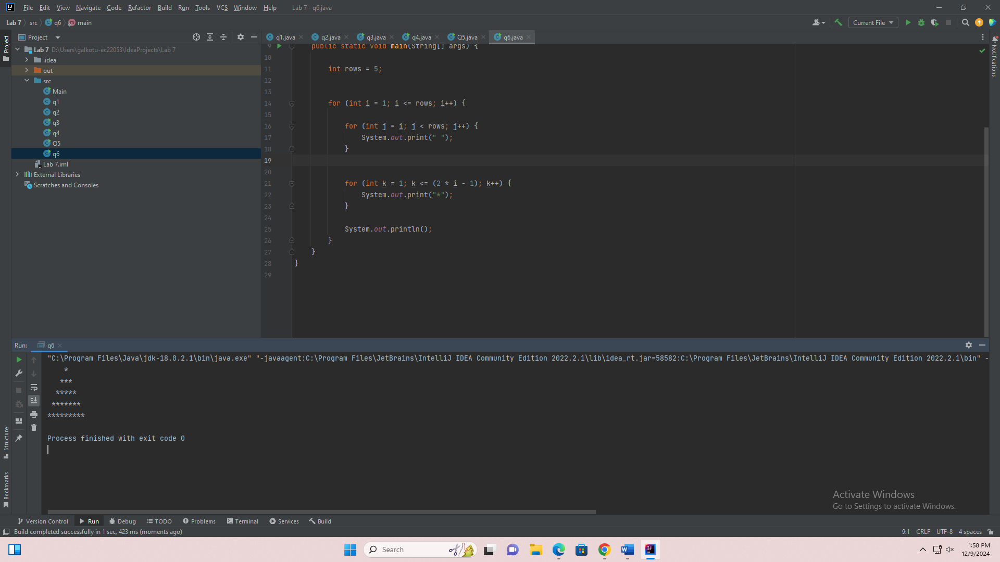 File Edit View Navigate Code Refactor Build Run Tools VCS Window Help Lab 7 - q6.java
Lab 7 src q6 main
Current File
Project
Project
q1.java q2.java q3.java q4.java Q5.java q6.java
Notifications
Lab 7 D:\Users\galkotu-ec22053\IdeaProjects\Lab 7
.idea
out
src
Main
q1
q2
q3
q4
Q5
q6
Lab 7.iml
External Libraries
Scratches and Consoles
9 public static void main(String[] args) {
10
11 int rows = 5;
12
13
14 for (int i = 1; i <= rows; i++) {
15
16 for (int j = i; j < rows; j++) {
17 System.out.print(" ");
18 }
19
20
21 for (int k = 1; k <= (2 * i - 1); k++) {
22 System.out.print("*");
23 }
24
25 System.out.println();
26 }
27 }
28 }
29
Run: q6
"C:\Program Files\Java\jdk-18.0.2.1\bin\java.exe" "-javaagent:C:\Program Files\JetBrains\IntelliJ IDEA Community Edition 2022.2.1\lib\idea_rt.jar=58582:C:\Program Files\JetBrains\IntelliJ IDEA Community Edition 2022.2.1\bin" -
    *
   ***
  *****
 *******
*********
Process finished with exit code 0
Structure
Bookmarks
Activate Windows
Go to Settings to activate Windows.
Version Control Run Debug TODO Problems Terminal Services Build
Build completed successfully in 1 sec, 423 ms (moments ago) 9:1 CRLF UTF-8 4 spaces
Search
1:58 PM
12/9/2024